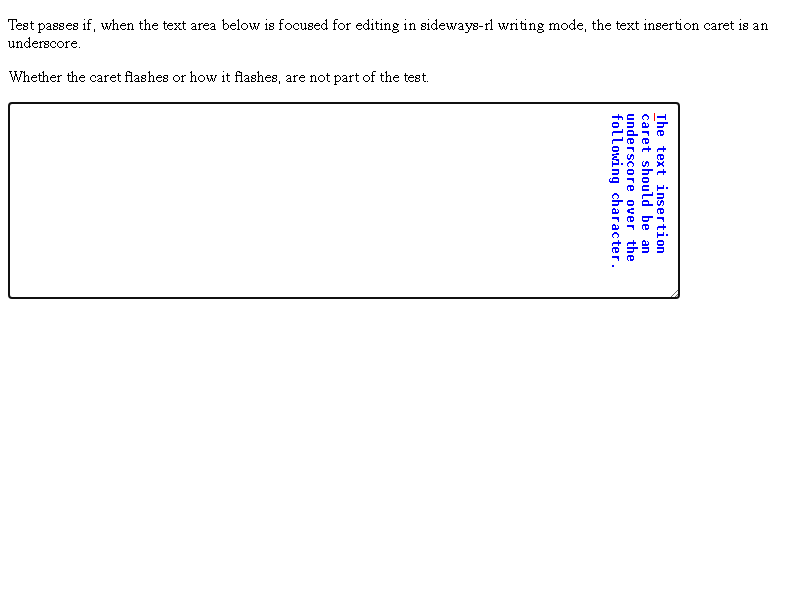 Test passes if, when the text area below is focused for editing in sideways-rl writing mode, the text insertion caret is an
underscore.
Whether the caret flashes or how it flashes, are not part of the test.
The text insertion
caret should be an
underscore over the
following character.